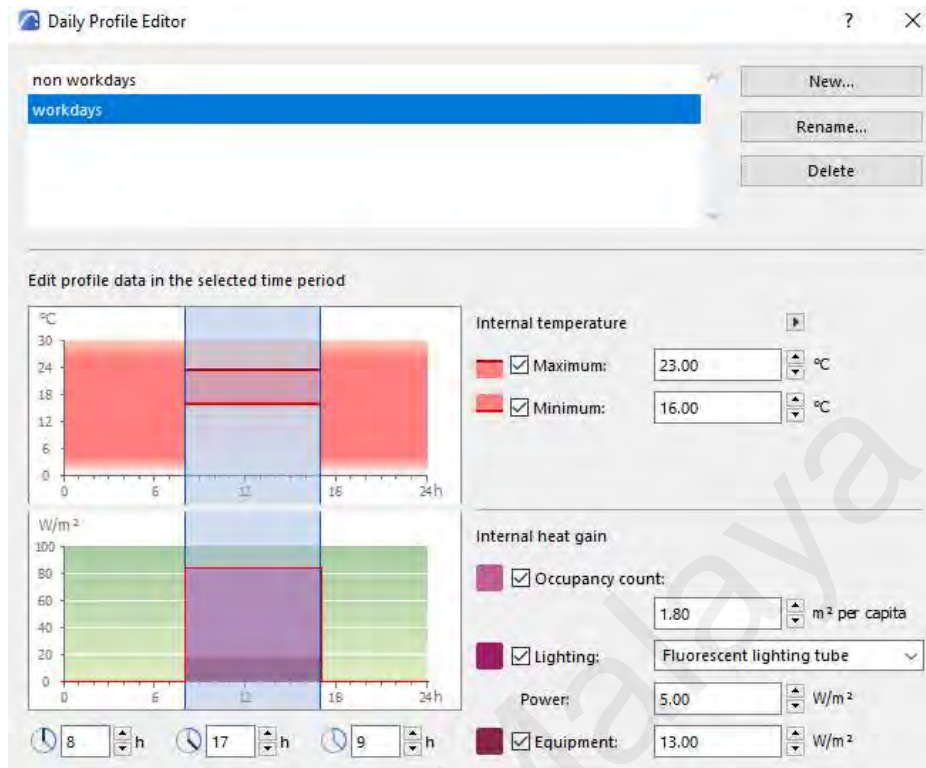 Daily Profile Editor ? ×
non workdays
workdays
New...
Rename...
Delete
Edit profile data in the selected time period
°C
30
24
18
12
6
0
0 6 12 18 24 h
W/m²
100
80
60
40
20
0
0 6 12 18 24 h
8 h 17 h 9 h
Internal temperature
Maximum: 23.00 °C
Minimum: 16.00 °C
Internal heat gain
Occupancy count:
1.80 m² per capita
Lighting: Fluorescent lighting tube
Power: 5.00 W/m²
Equipment: 13.00 W/m²
Malaya